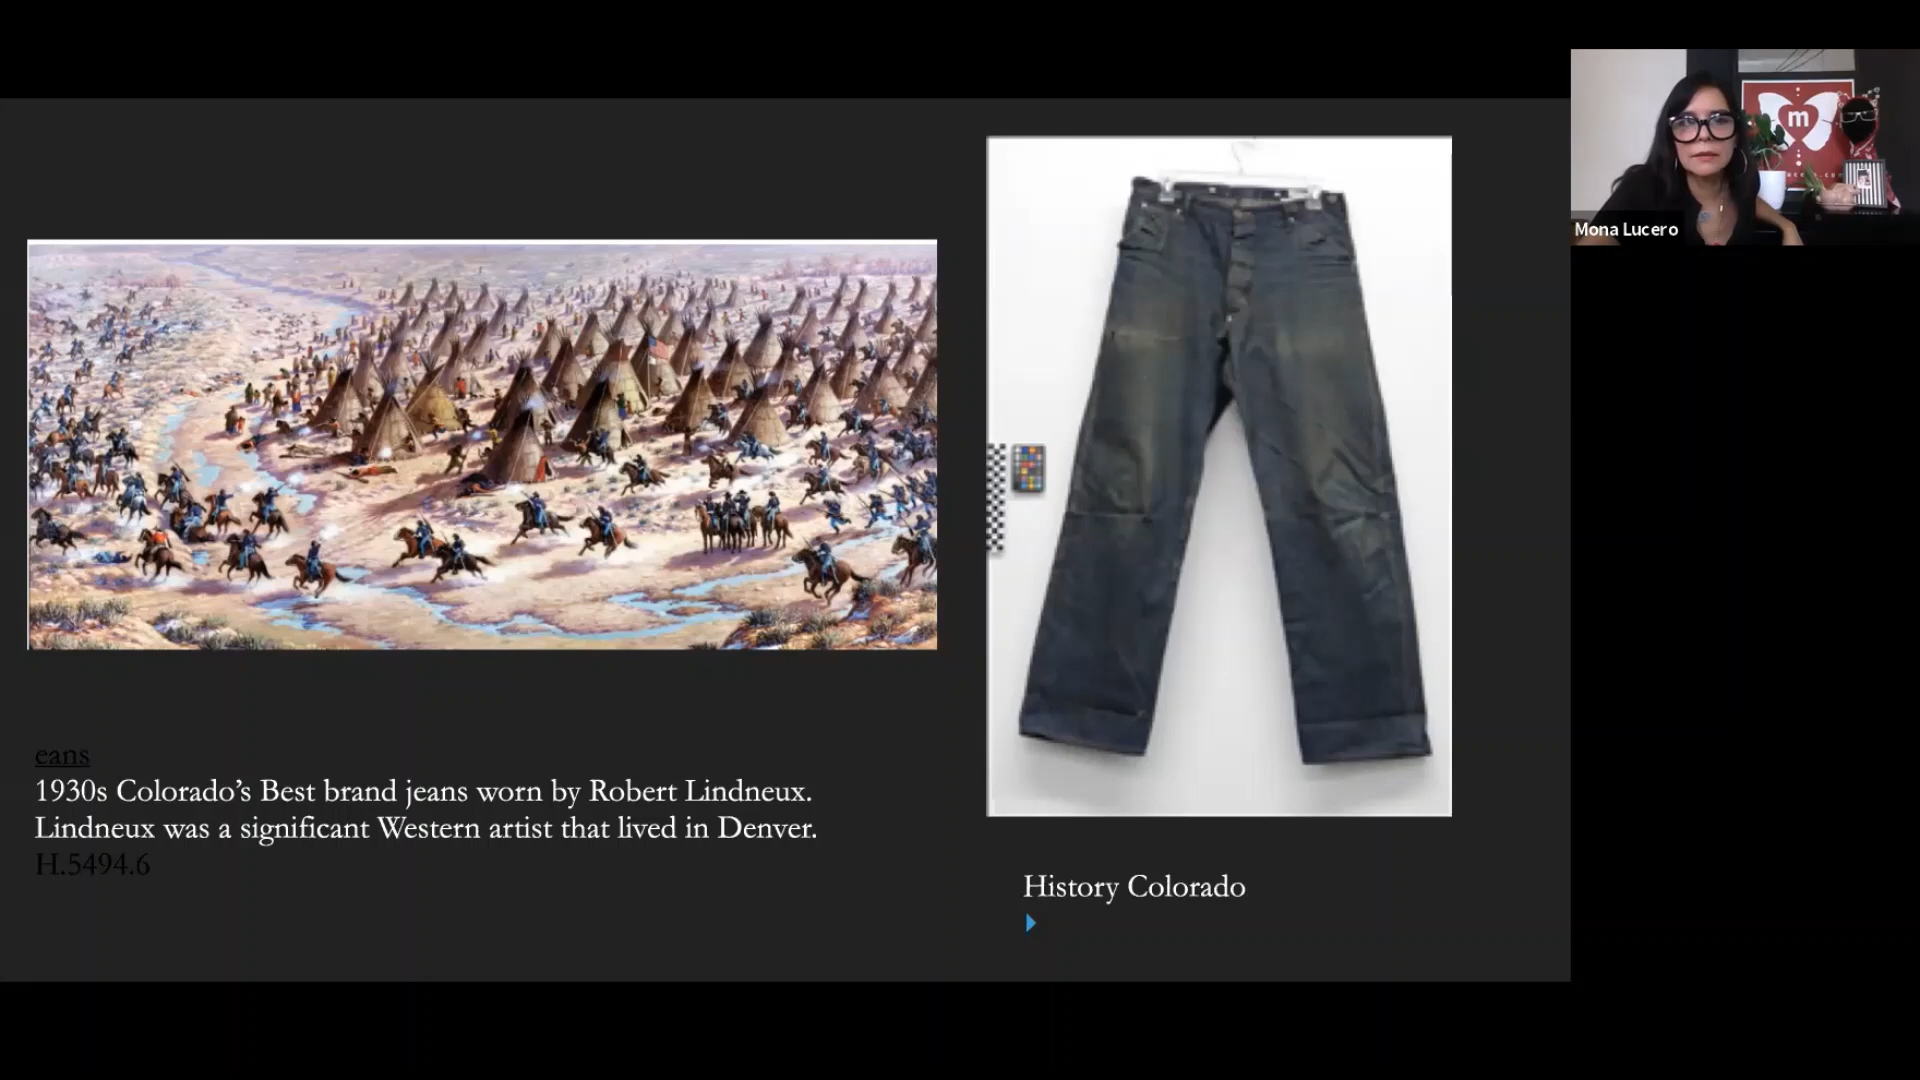 eans
1930s Colorado’s Best brand jeans worn by Robert Lindneux.
Lindneux was a significant Western artist that lived in Denver.
H.5494.6
History Colorado
m
Mona Lucero